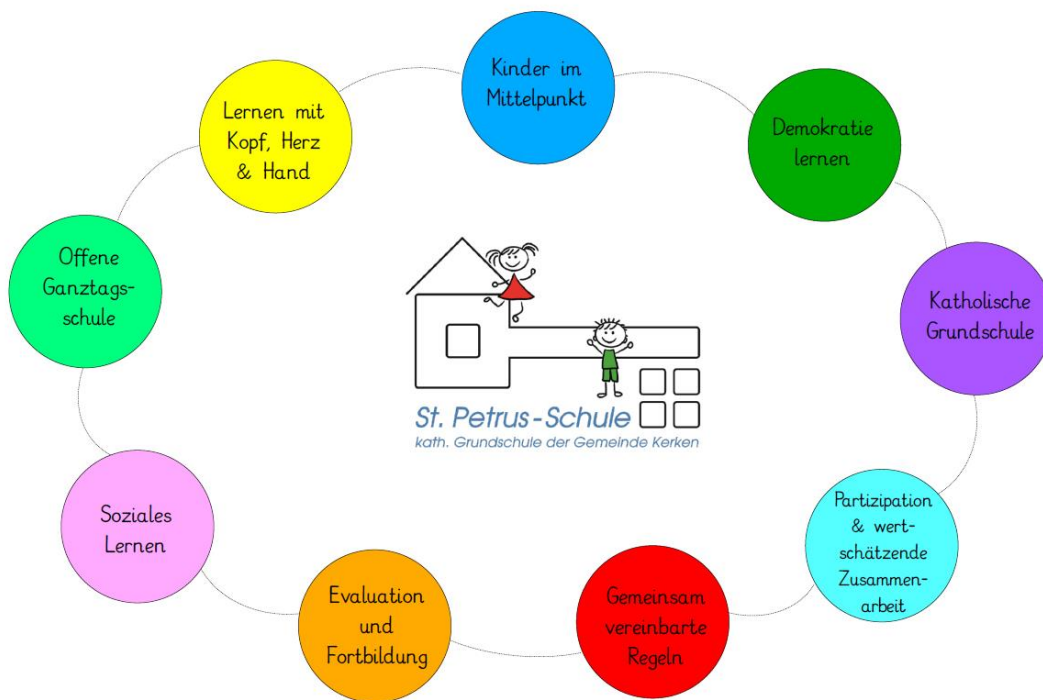 Kinder im
Mittelpunkt
Demokratie
lernen
Katholische
Grundschule
Partizipation
& wert-
schätzende
Zusammen-
arbeit
Gemeinsam
vereinbarte
Regeln
Evaluation
und
Fortbildung
Soziales
Lernen
Offene
Ganztags-
schule
Lernen mit
Kopf, Herz
& Hand
St. Petrus-Schule
kath. Grundschule der Gemeinde Kerken